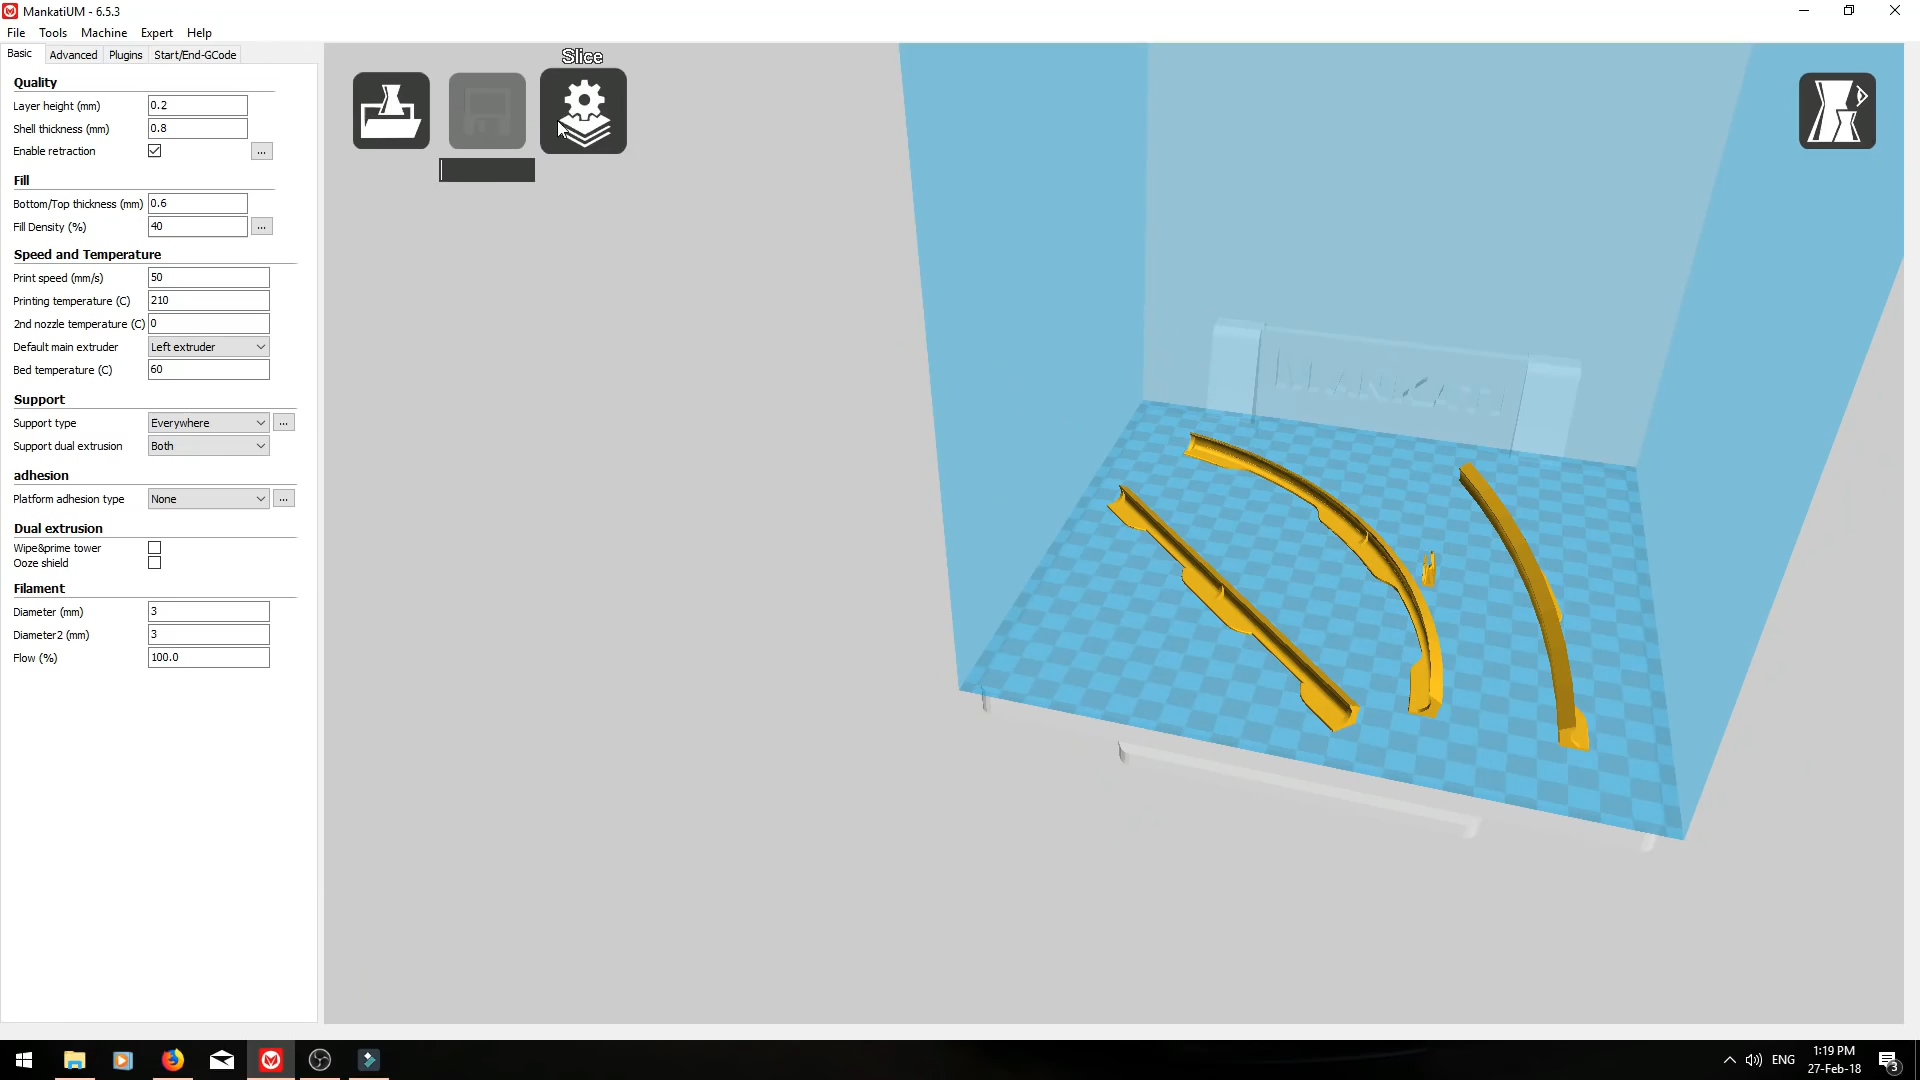 MankatiUM - 6.5.3
File Tools Machine Expert Help
Basic Advanced Plugins Start/End-GCode
Slice
Quality
Layer height (mm) 0.2
Shell thickness (mm) 0.8
Enable retraction ...
Fill
Bottom/Top thickness (mm) 0.6
Fill Density (%) 40 ...
Speed and Temperature
Print speed (mm/s) 50
Printing temperature (C) 210
2nd nozzle temperature (C) 0
Default main extruder Left extruder
Bed temperature (C) 60
Support
Support type Everywhere ...
Support dual extrusion Both
adhesion
Platform adhesion type None ...
Dual extrusion
Wipe&prime tower
Ooze shield
Filament
Diameter (mm) 3
Diameter2 (mm) 3
Flow (%) 100.0
MANKATI
ENG
1:19 PM
27-Feb-18
3